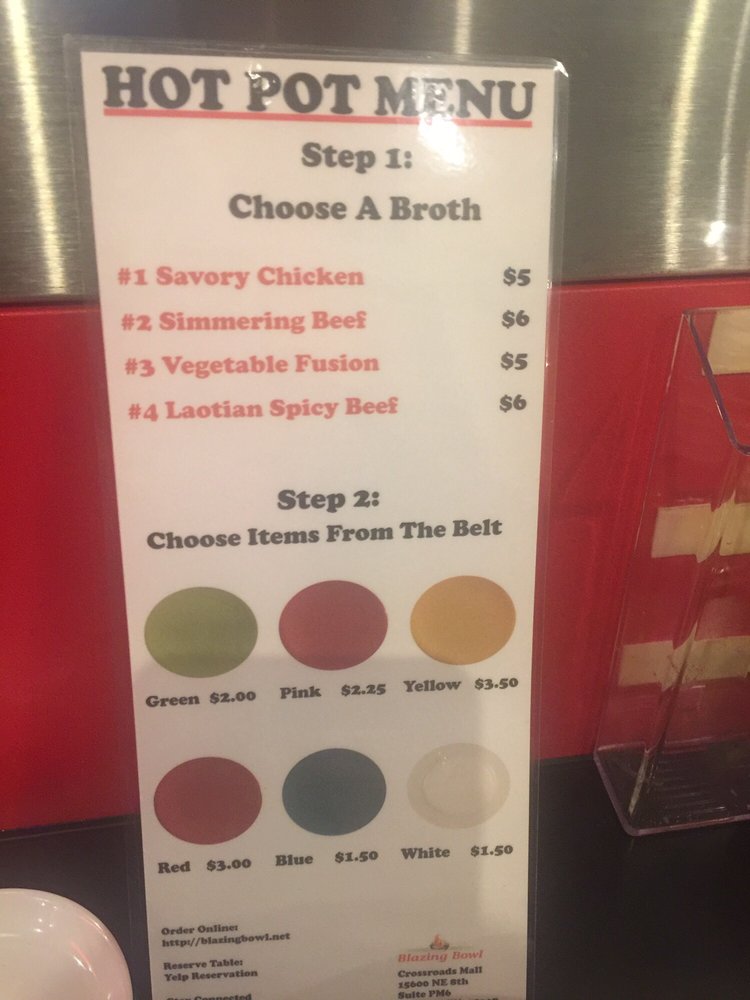 HOT POT MENU
Step 1:
Choose A Broth
#1 Savory Chicken $5
#2 Simmering Beef $6
#3 Vegetable Fusion $5
#4 Laotian Spicy Beef $6
Step 2:
Choose Items From The Belt
Green $2.00 Pink $2.25 Yellow $3.50
Red $3.00 Blue $1.50 White $1.50
Order Online:
http://blazingbowl.net
Reserve Table:
Yelp Reservation
Stay Connected
Blazing Bowl
Crossroads Mall
15600 NE 8th
Suite PM6